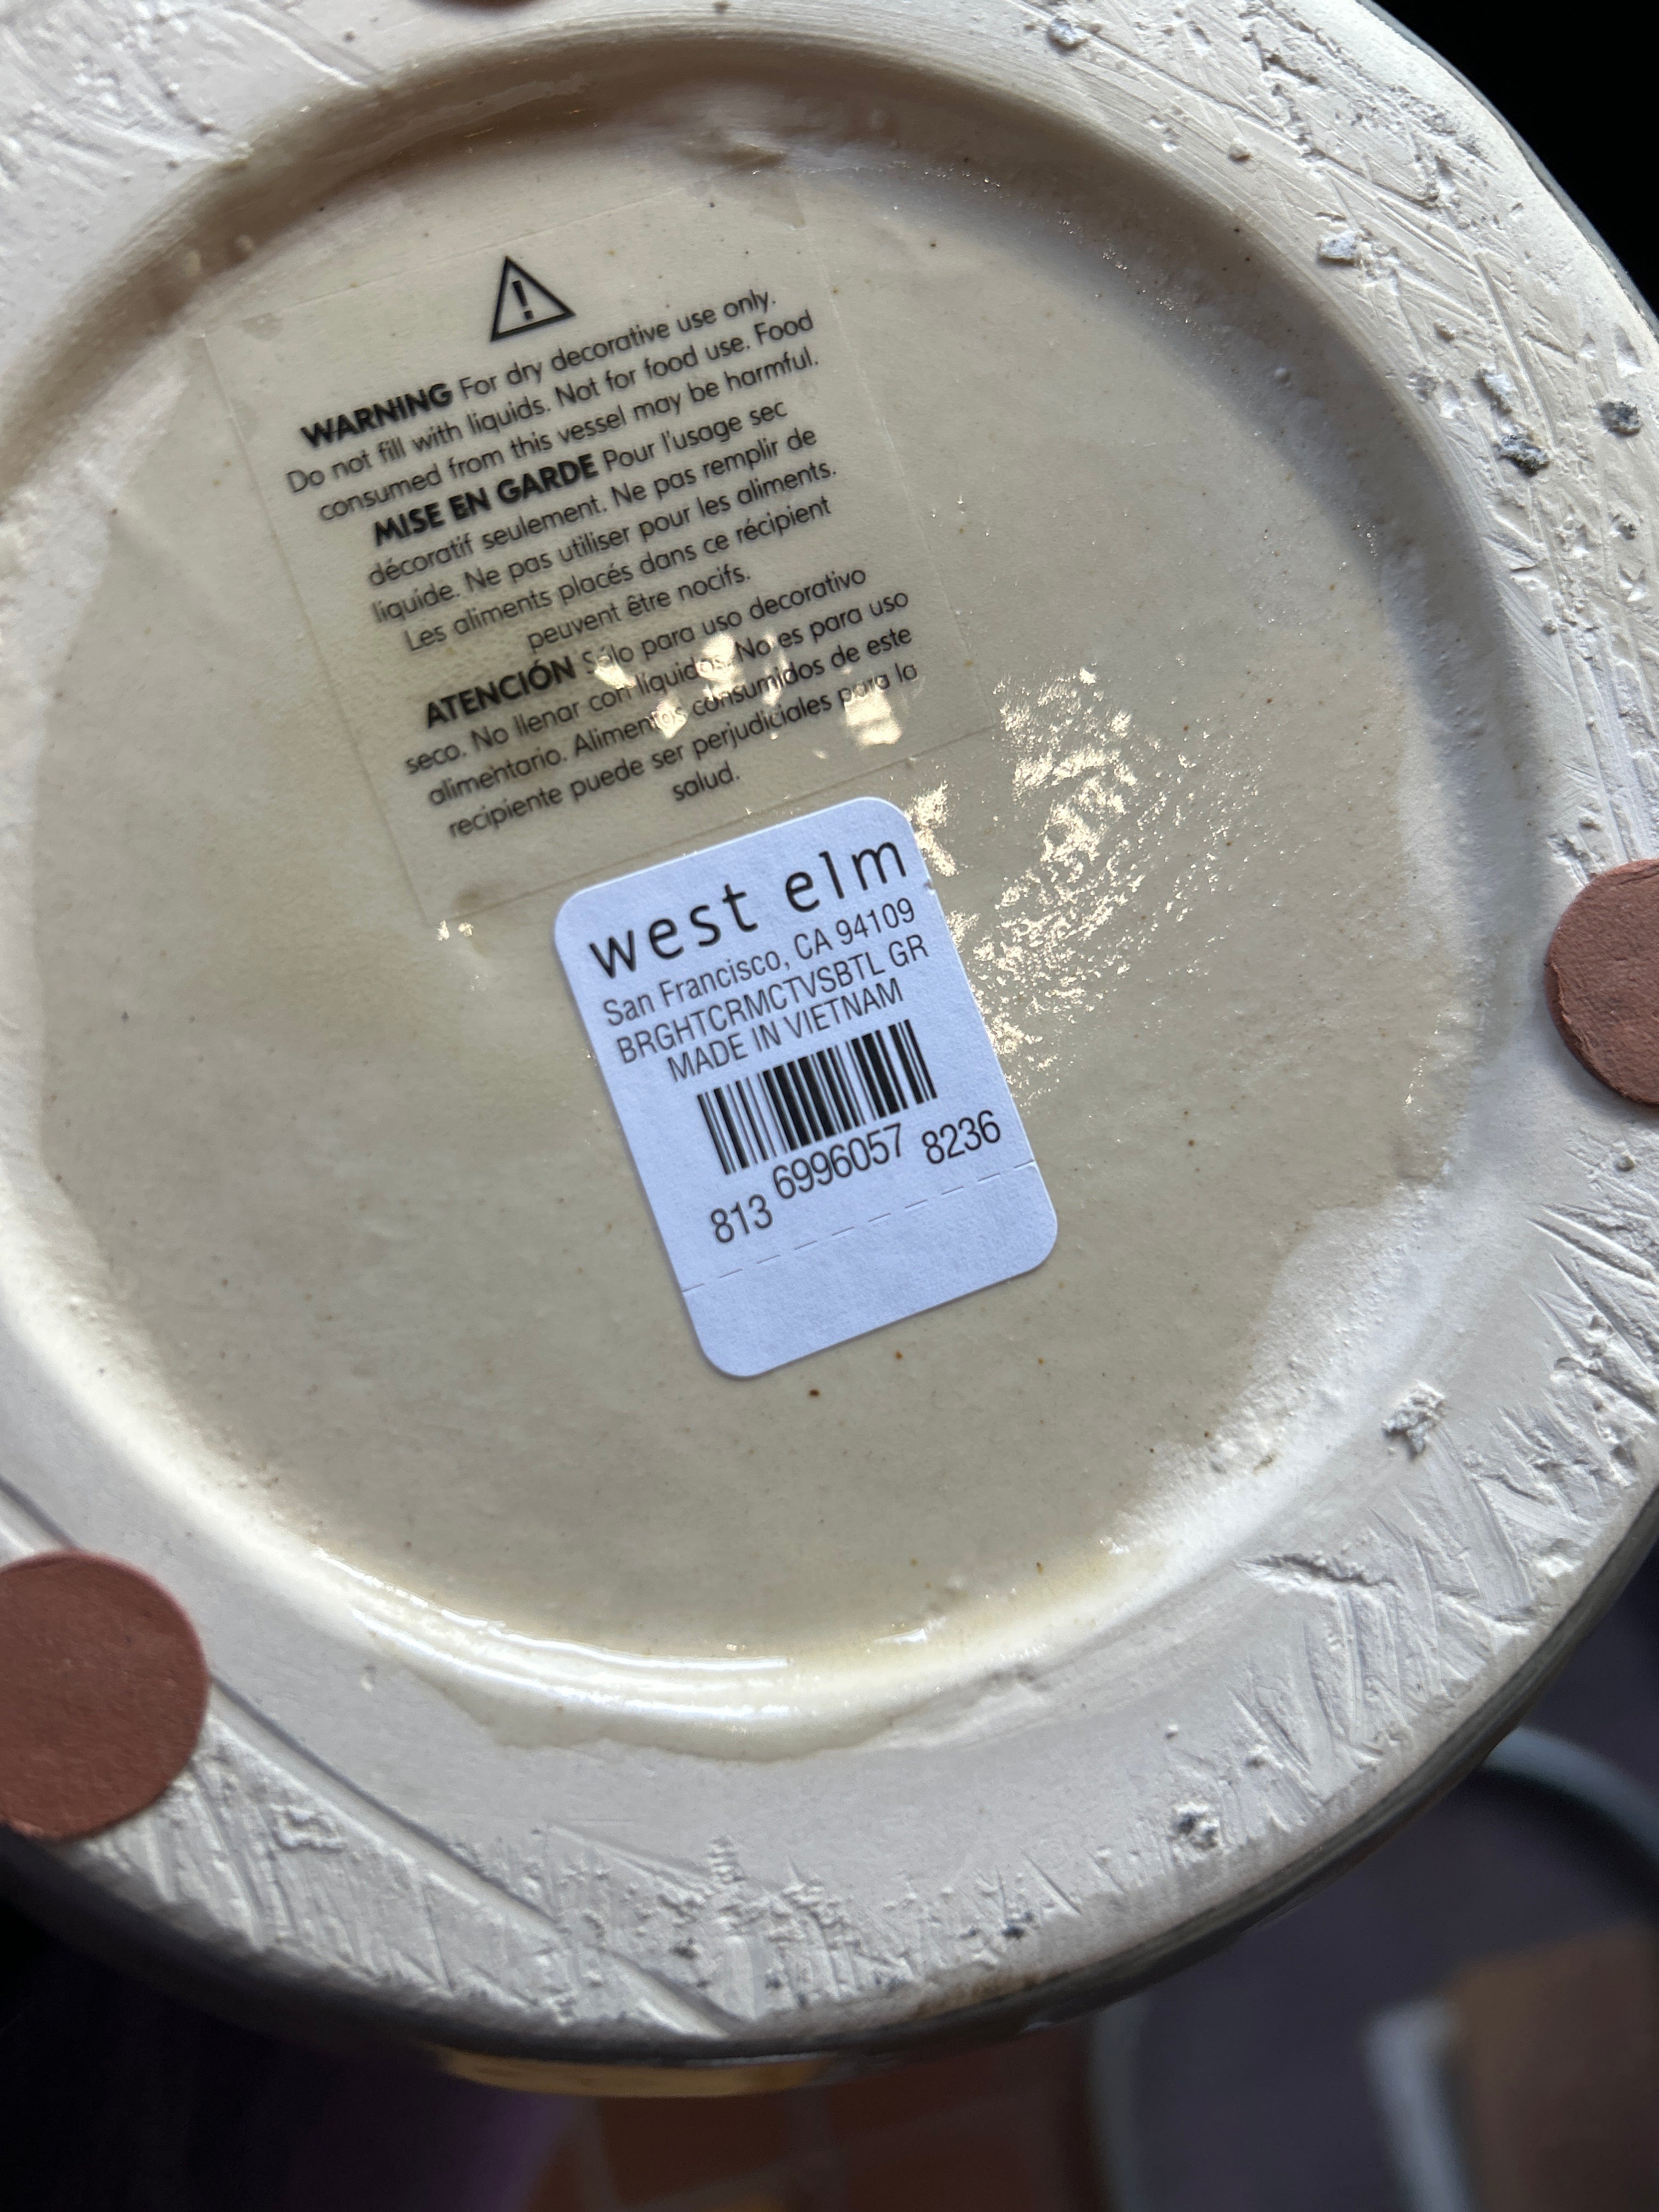 WARNING For dry decorative use only.
Do not fill with liquids. Not for food use. Food
consumed from this vessel may be harmful.
MISE EN GARDE Pour l'usage sec
décoratif seulement. Ne pas remplir de
liquide. Ne pas utiliser pour les aliments.
Les aliments placés dans ce récipient
peuvent être nocifs.
ATENCIÓN Sólo para uso decorativo
seco. No llenar con líquidos. No es para uso
alimentario. Alimentos consumidos de este
recipiente puede ser perjudiciales para la
salud.
west elm
San Francisco, CA 94109
BRGHTCRMCTVSBTL GR
MADE IN VIETNAM
813 6996057 8236